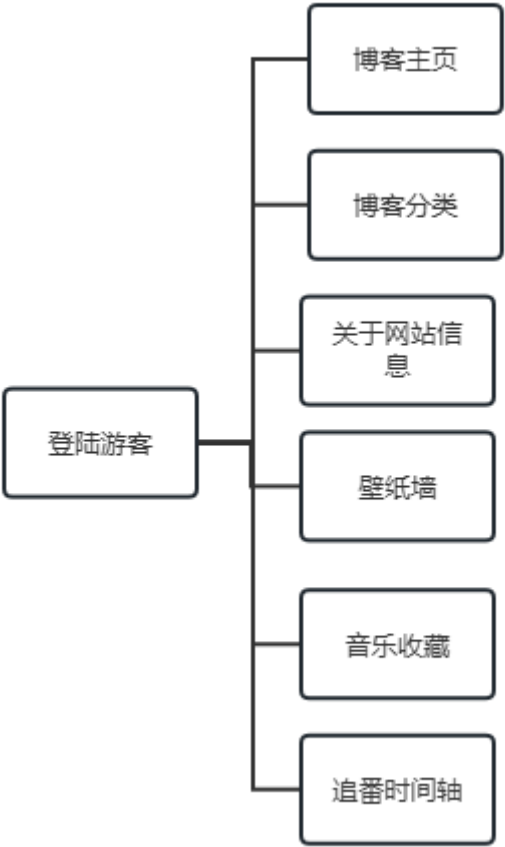 博客主页
博客分类
关于网站信
息
登陆游客
壁纸墙
音乐收藏
追番时间轴